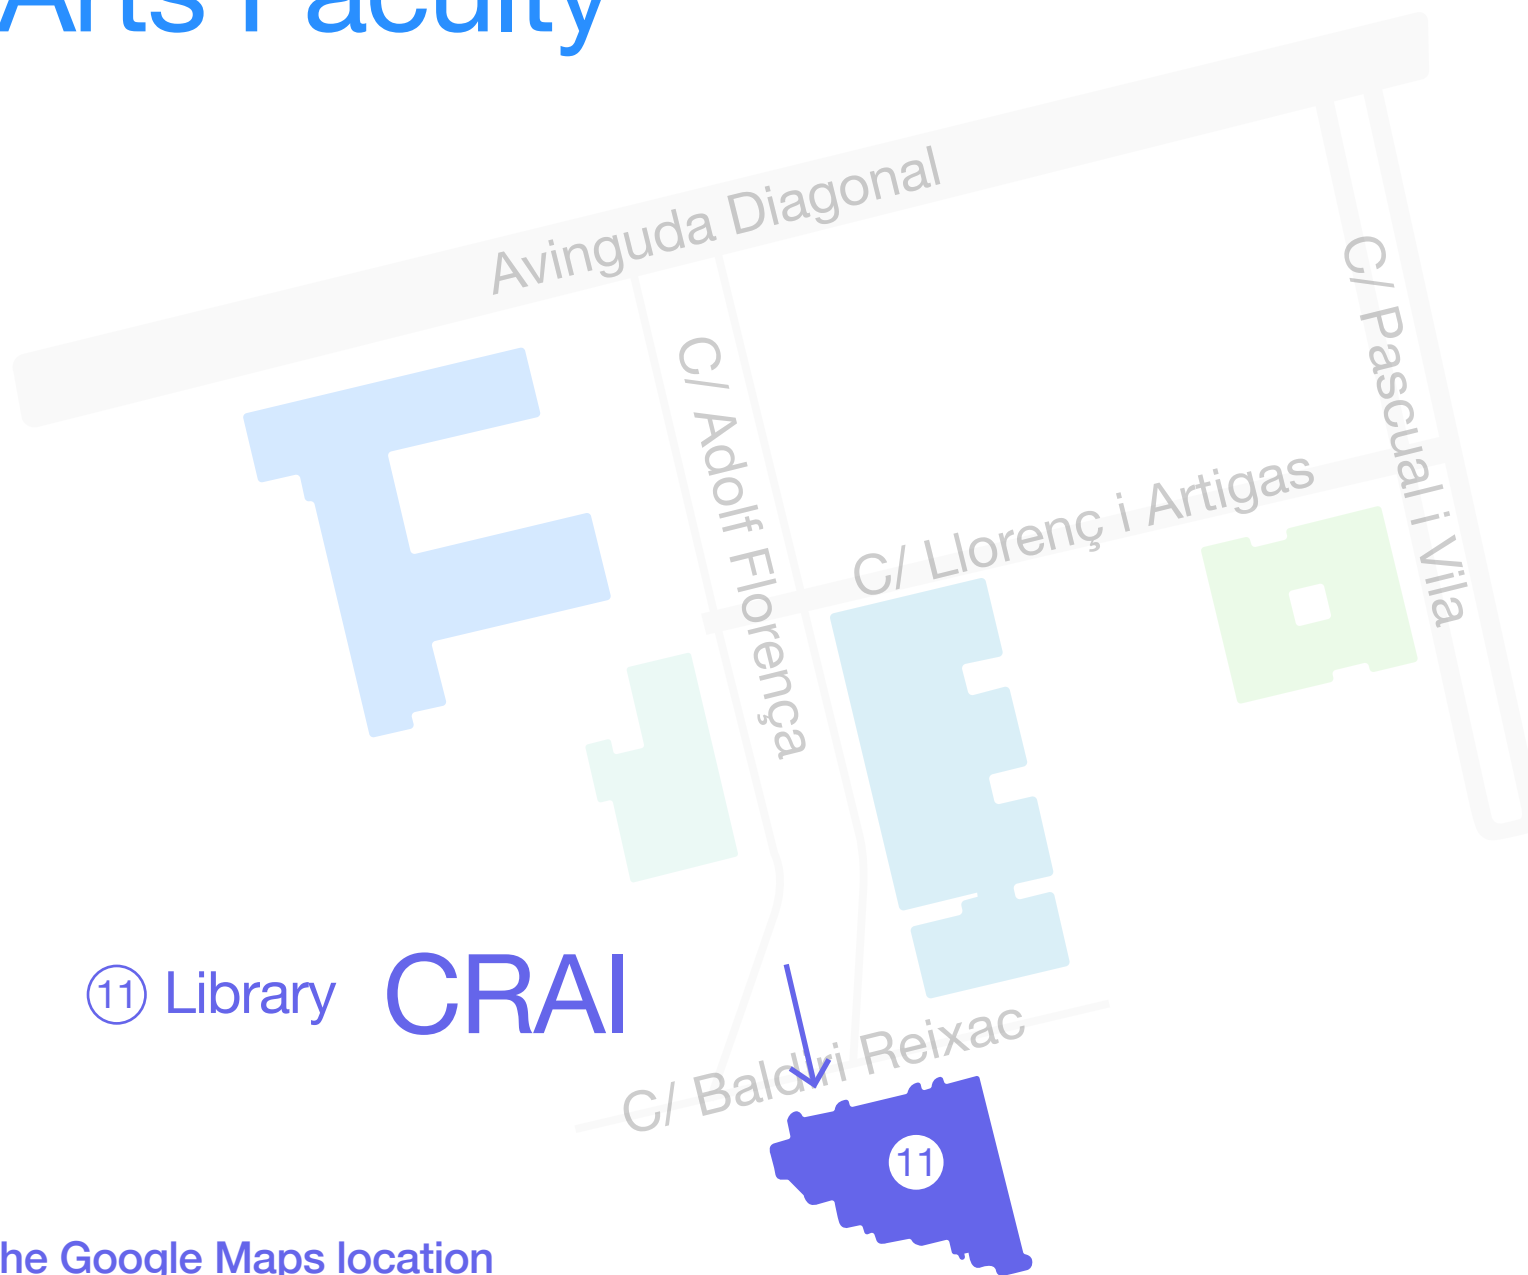 Arts Faculty
Avinguda Diagonal
C/ Adolf Florença
C/ Pascual i Villa
C/ Llorenç i Artigas
11 Library CRAI
C/ Baldiri Reixac
11
he Google Maps location